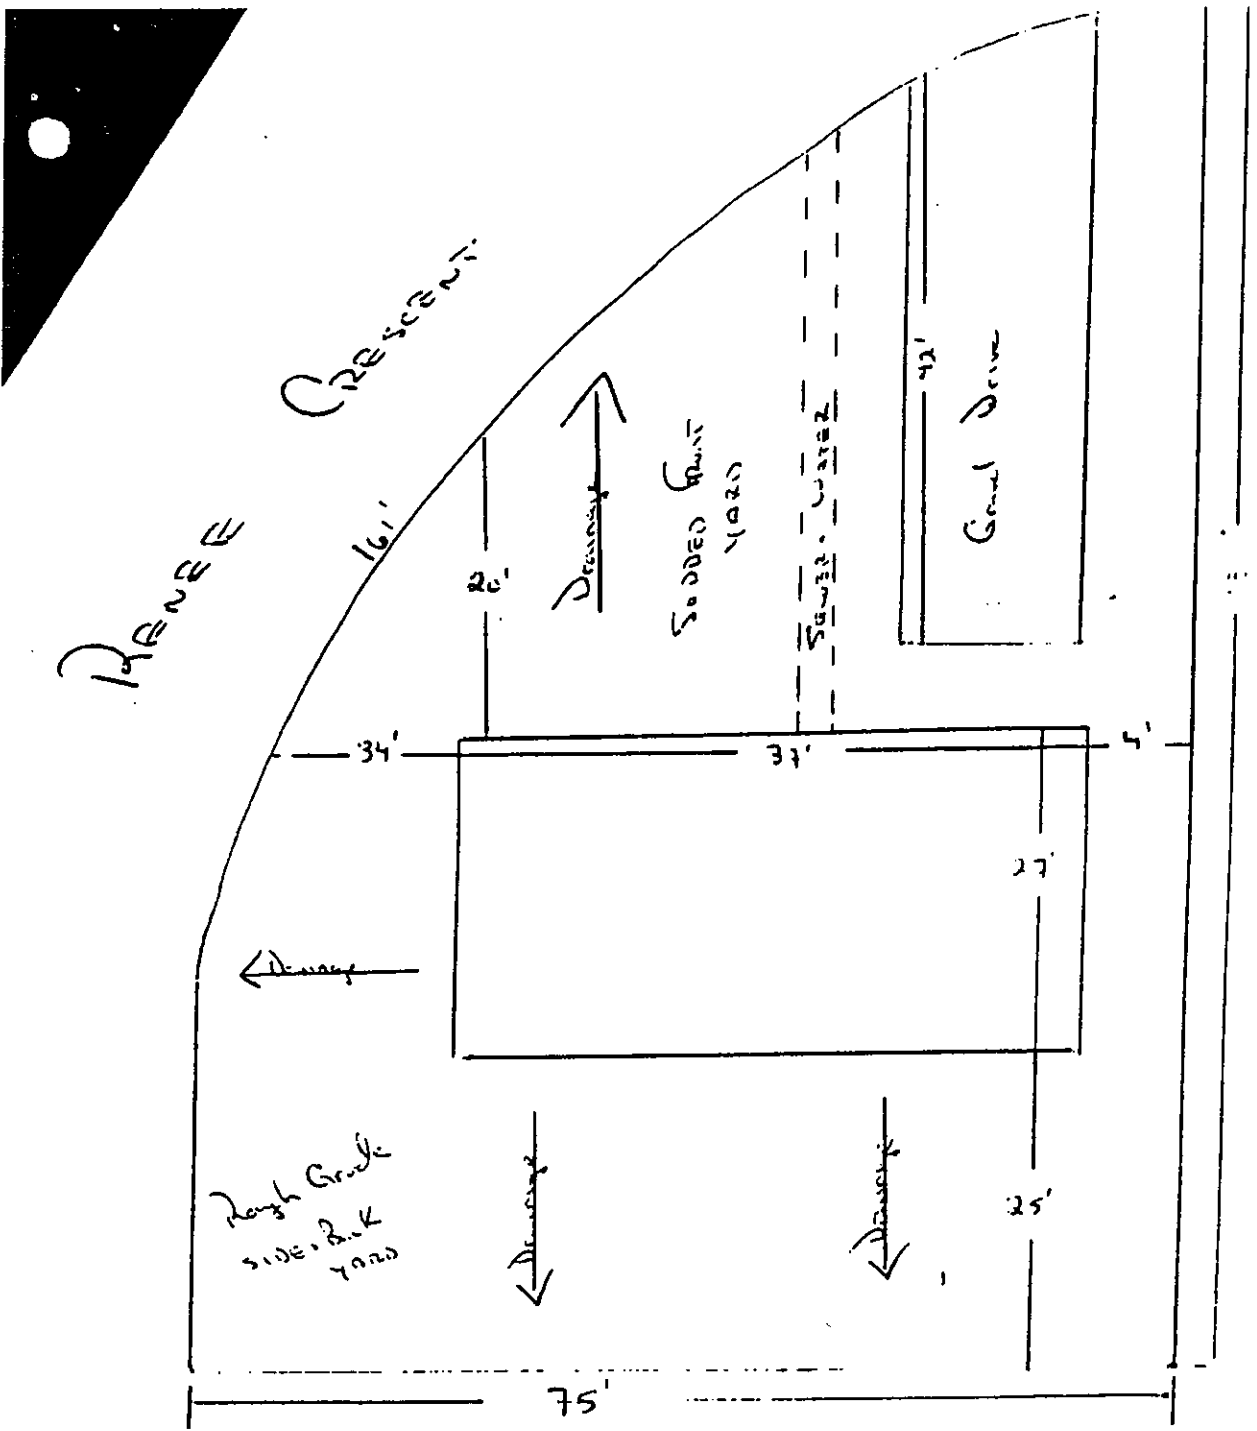 RENEE CRESCENT
161'
20'
Drainage
SODDED Front
YARD
SEWER . WATER
42'
Gravel Drive
34'
37'
4'
27'
Drainage
Rough Grade
SIDE . Back
YARD
Drainage
Drainage
25'
75'